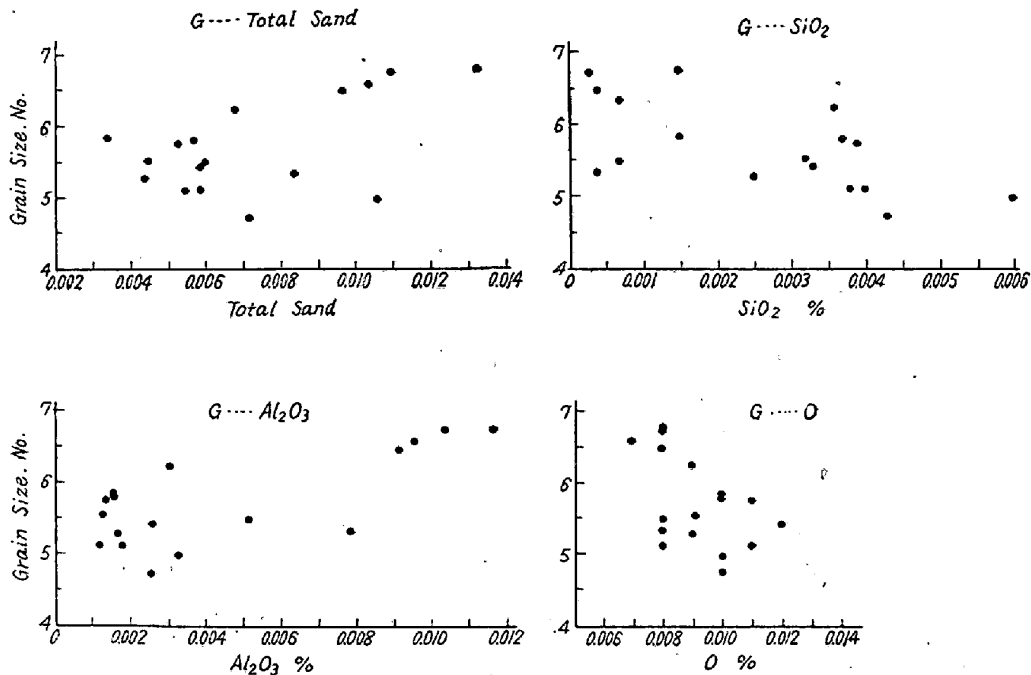 G---- Total Sand
Grain Size. No.
7
6
5
4
0.002 0.004 0.006 0.008 0.010 0.012 0.014
Total Sand
G---- SiO2
7
6
5
4
0 0.001 0.002 0.003 0.004 0.005 0.006
SiO2 %
G---- Al2O3
Grain Size. No.
7
6
5
4
0 0.002 0.004 0.006 0.008 0.010 0.012
Al2O3 %
G---- O
7
6
5
4
0.006 0.008 0.010 0.012 0.014
O %